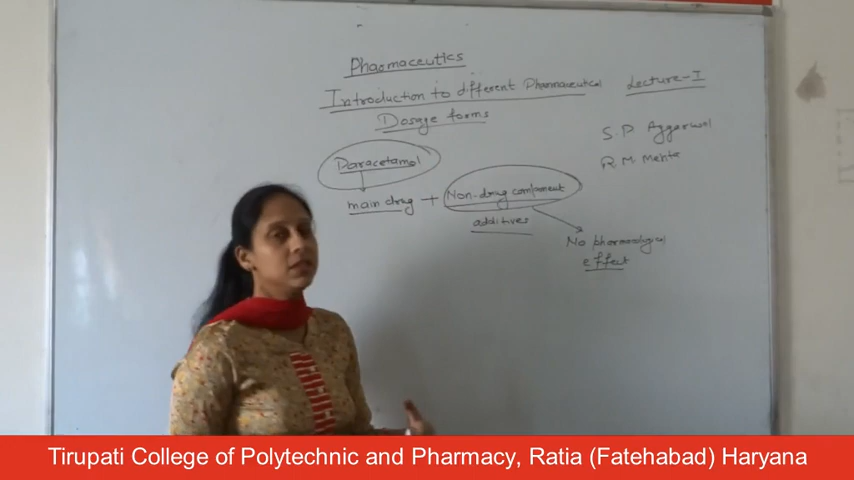 Pharmaceutics
Introduction to different Pharmaceutical
Lecture-I
Dosage forms
S.P Aggarwal
R.M. Mehta
Paracetamol
main drug + Non-drug component
additives
No pharmacological
effect
Tirupati College of Polytechnic and Pharmacy, Ratia (Fatehabad) Haryana